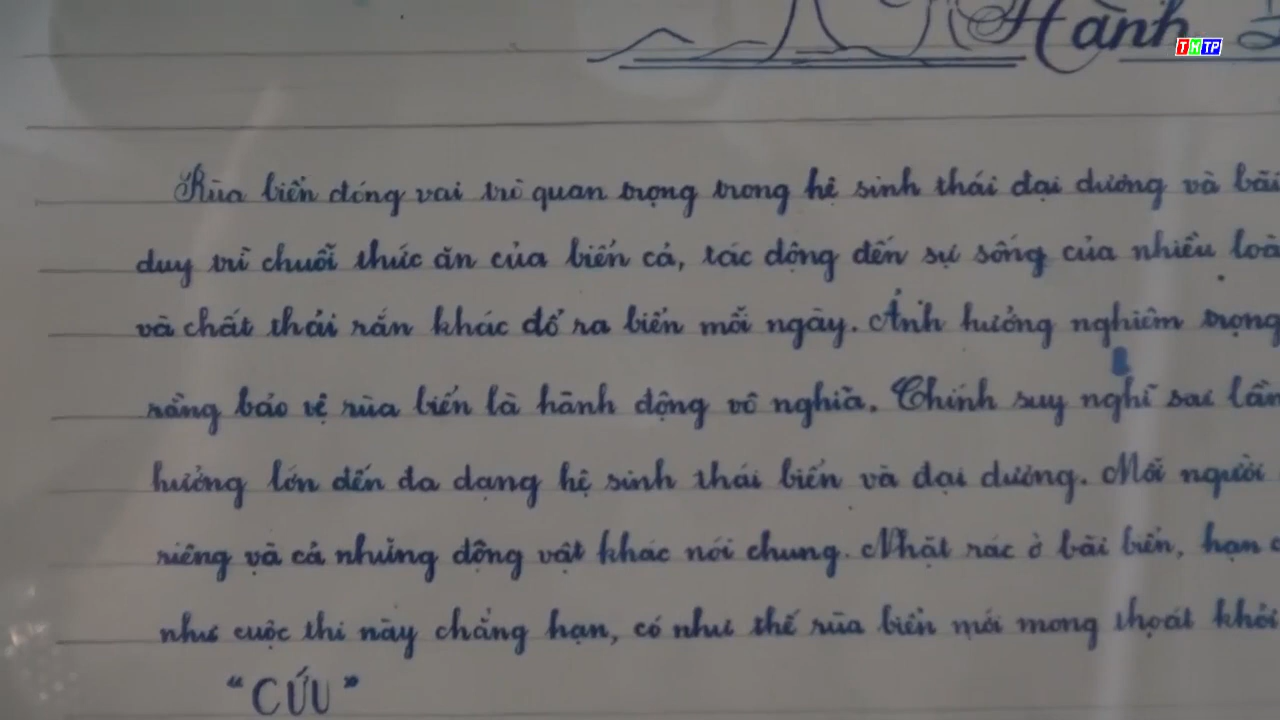 Hành
THTP
Rùa biển đóng vai trò quan trọng trong hệ sinh thái đại dương và bãi
duy trì chuỗi thức ăn của biển cả, tác động đến sự sống của nhiều loà
và chất thải rắn khác đổ ra biển mỗi ngày. Ảnh hưởng nghiêm trọng
rằng bảo vệ rùa biển là hành động vô nghĩa. Chính suy nghĩ sai lần
hưởng lớn đến đa dạng hệ sinh thái biển và đại dương. Mỗi người
riêng và cả những động vật khác nói chung. Nhặt rác ở bãi biển, hạn c
như cuộc thi này chẳng hạn, có như thế rùa biển mới mong thoát khỏi
"CỨU"